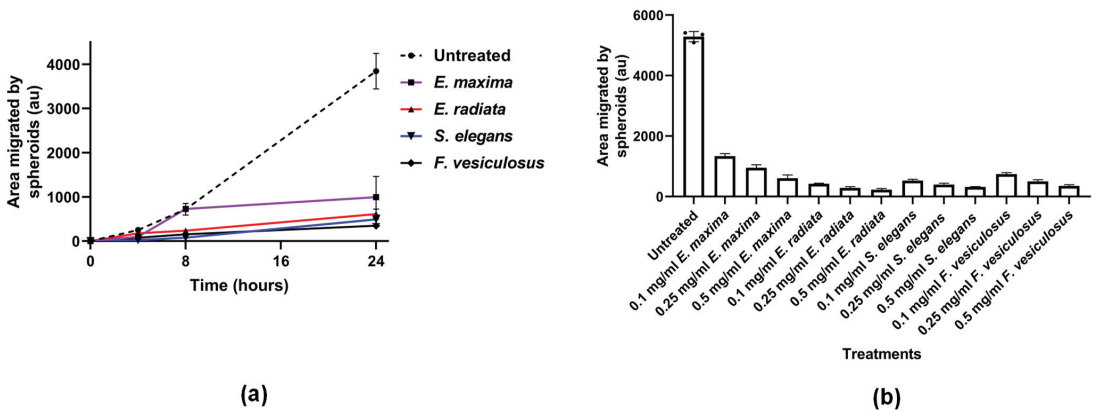 Area migrated by
spheroids (au)
4000
3000
2000
1000
0
0
8
16
24
Time (hours)
Untreated
E. maxima
E. radiata
S. elegans
F. vesiculosus
(a)
Area migrated by
spheroids (au)
6000
4000
2000
0
Untreated
0.1 mg/ml E. maxima
0.25 mg/ml E. maxima
0.5 mg/ml E. maxima
0.1 mg/ml E. radiata
0.25 mg/ml E. radiata
0.5 mg/ml E. radiata
0.1 mg/ml S. elegans
0.25 mg/ml S. elegans
0.5 mg/ml S. elegans
0.1 mg/ml F. vesiculosus
0.25 mg/ml F. vesiculosus
0.5 mg/ml F. vesiculosus
Treatments
(b)